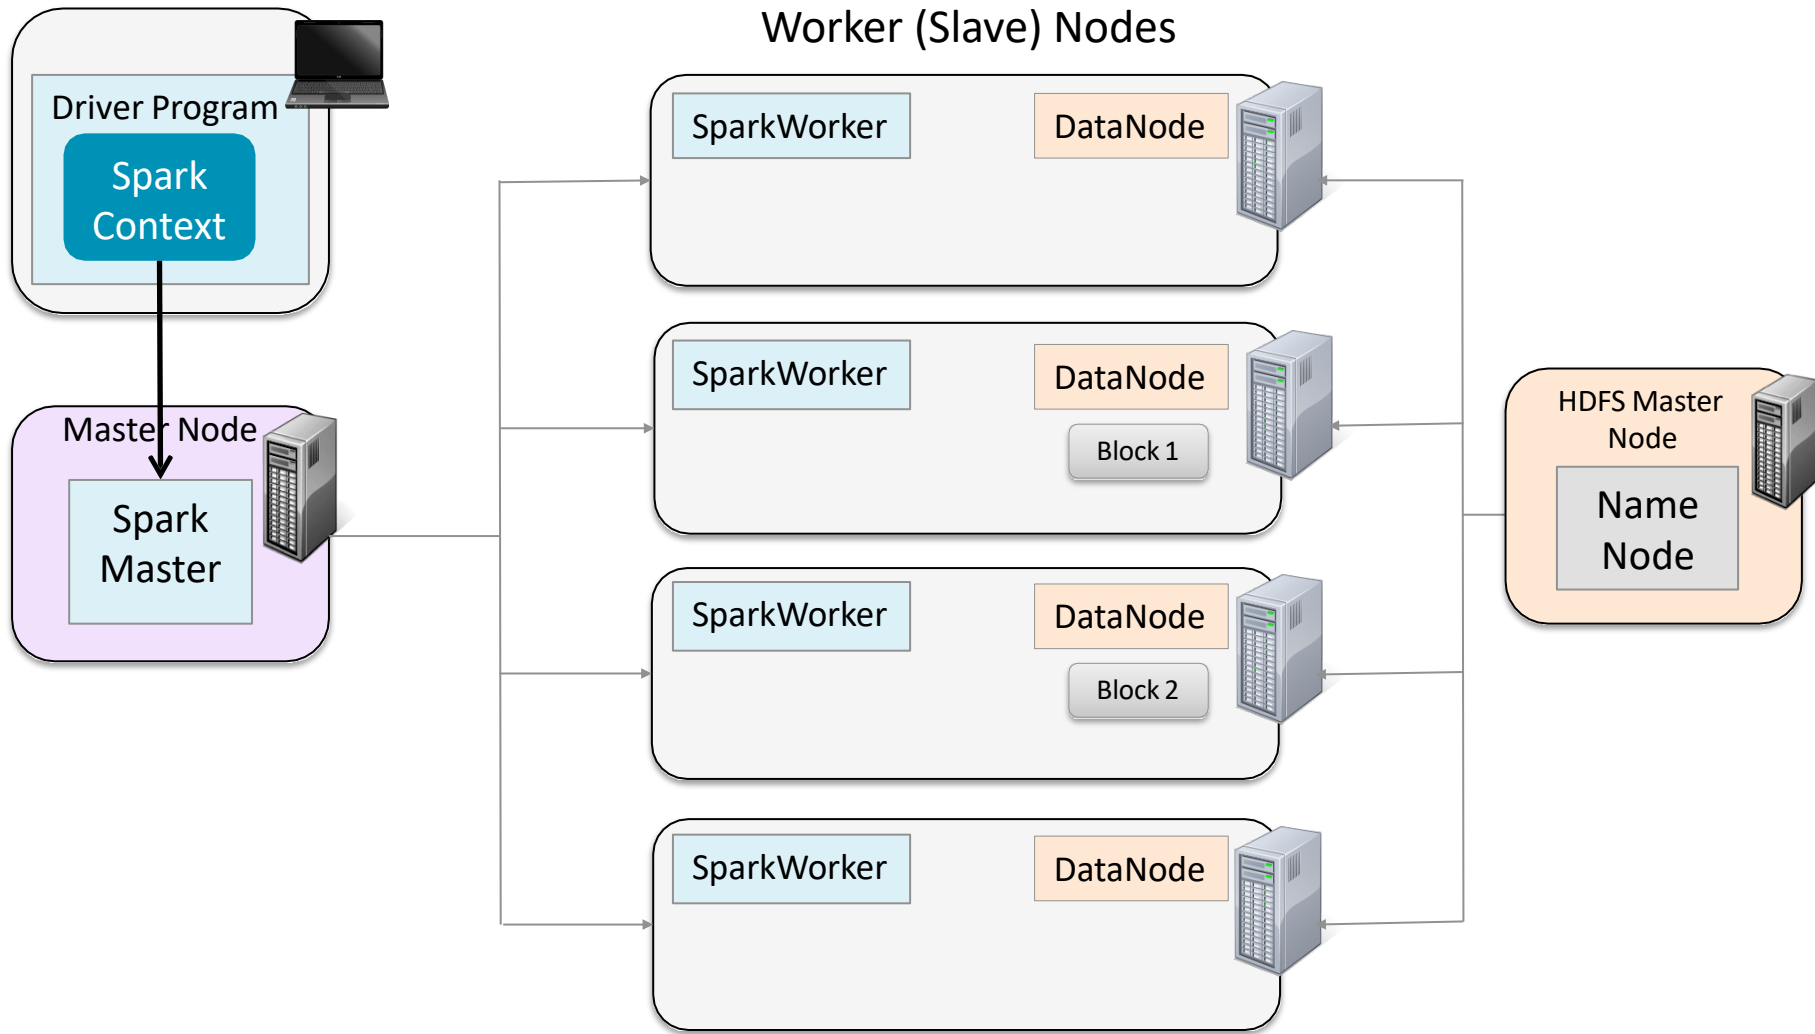 Worker (Slave) Nodes
Driver Program
Spark
Context
Master Node
Spark
Master
SparkWorker
DataNode
SparkWorker
DataNode
Block 1
SparkWorker
DataNode
Block 2
SparkWorker
DataNode
HDFS Master
Node
Name
Node